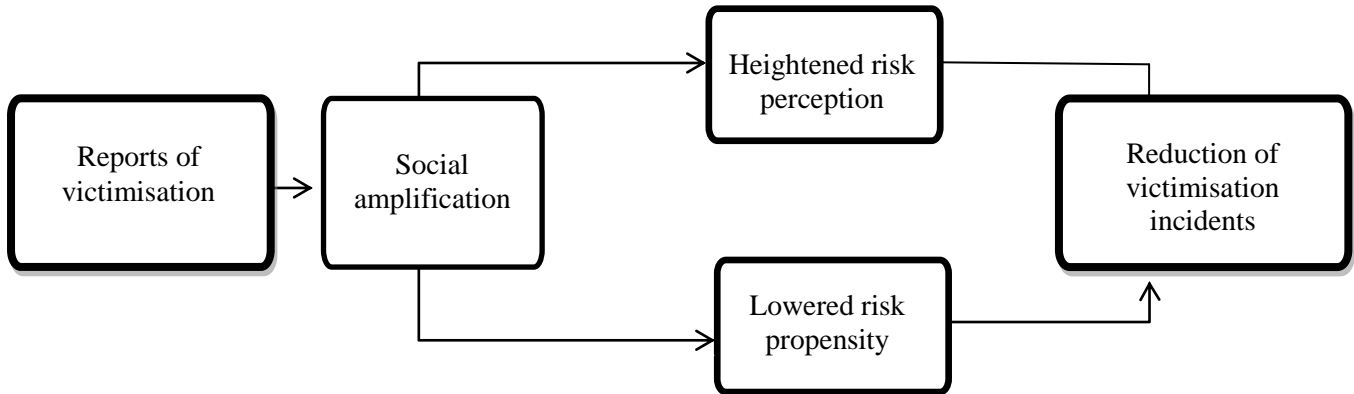 Reports of
victimisation
Social
amplification
Heightened risk
perception
Lowered risk
propensity
Reduction of
victimisation
incidents